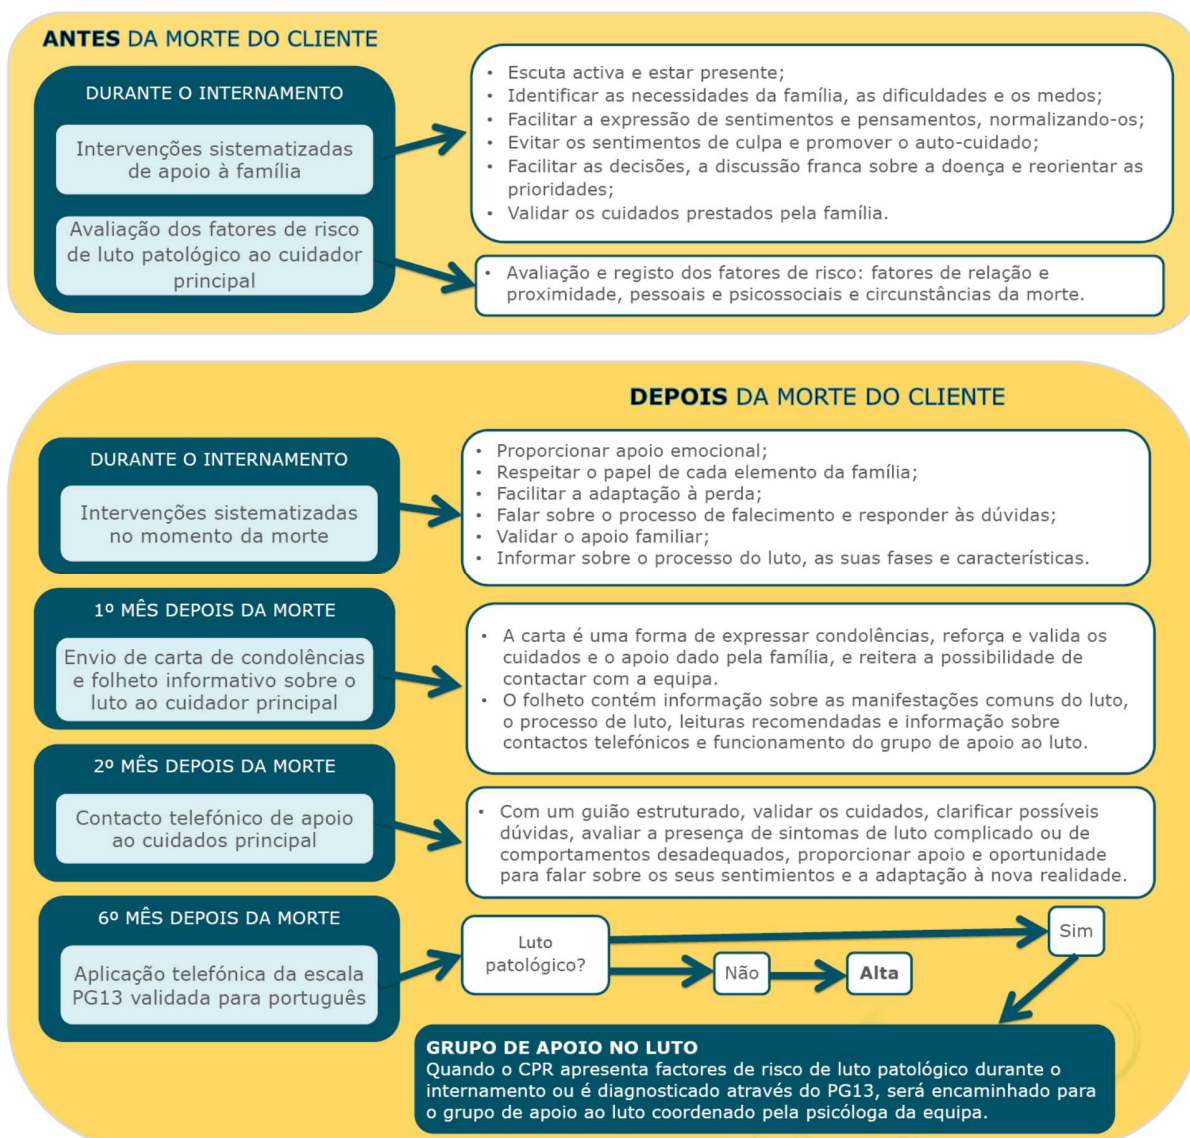 ANTES DA MORTE DO CLIENTE
DURANTE O INTERNAMENTO
Intervenções sistematizadas
de apoio à família
• Escuta activa e estar presente;
• Identificar as necessidades da família, as dificuldades e os medos;
• Facilitar a expressão de sentimentos e pensamentos, normalizando-os;
• Evitar os sentimentos de culpa e promover o auto-cuidado;
• Facilitar as decisões, a discussão franca sobre a doença e reorientar as
prioridades;
• Validar os cuidados prestados pela família.
Avaliação dos fatores de risco
de luto patológico ao cuidador
principal
• Avaliação e registo dos fatores de risco: fatores de relação e
proximidade, pessoais e psicossociais e circunstâncias da morte.
DEPOIS DA MORTE DO CLIENTE
DURANTE O INTERNAMENTO
Intervenções sistematizadas
no momento da morte
• Proporcionar apoio emocional;
• Respeitar o papel de cada elemento da família;
• Facilitar a adaptação à perda;
• Falar sobre o processo de falecimento e responder às dúvidas;
• Validar o apoio familiar;
• Informar sobre o processo do luto, as suas fases e características.
1º MÊS DEPOIS DA MORTE
Envio de carta de condolências
e folheto informativo sobre o
luto ao cuidador principal
• A carta é uma forma de expressar condolências, reforça e valida os
cuidados e o apoio dado pela família, e reitera a possibilidade de
contactar com a equipa.
• O folheto contém informação sobre as manifestações comuns do luto,
o processo de luto, leituras recomendadas e informação sobre
contactos telefónicos e funcionamento do grupo de apoio ao luto.
2º MÊS DEPOIS DA MORTE
Contacto telefónico de apoio
ao cuidados principal
• Com um guião estruturado, validar os cuidados, clarificar possíveis
dúvidas, avaliar a presença de sintomas de luto complicado ou de
comportamentos desadequados, proporcionar apoio e oportunidade
para falar sobre os seus sentimientos e a adaptação à nova realidade.
6º MÊS DEPOIS DA MORTE
Aplicação telefónica da escala
PG13 validada para português
Luto
patológico?
Sim
Não
Alta
GRUPO DE APOIO NO LUTO
Quando o CPR apresenta factores de risco de luto patológico durante o
internamento ou é diagnosticado através do PG13, será encaminhado para
o grupo de apoio ao luto coordenado pela psicóloga da equipa.